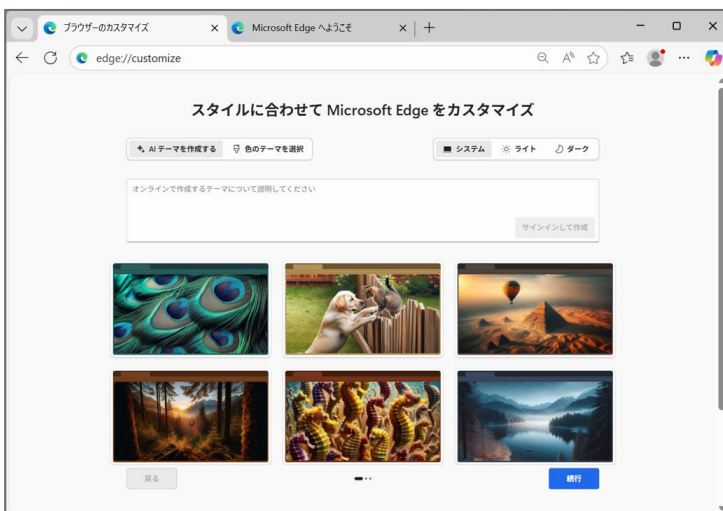 ブラウザーのカスタマイズ
Microsoft Edge へようこそ
edge://customize
スタイルに合わせて Microsoft Edge をカスタマイズ
AI テーマを作成する
色のテーマを選択
システム
ライト
ダーク
オンラインで作成するテーマについて説明してください
サインインして作成
戻る
続行